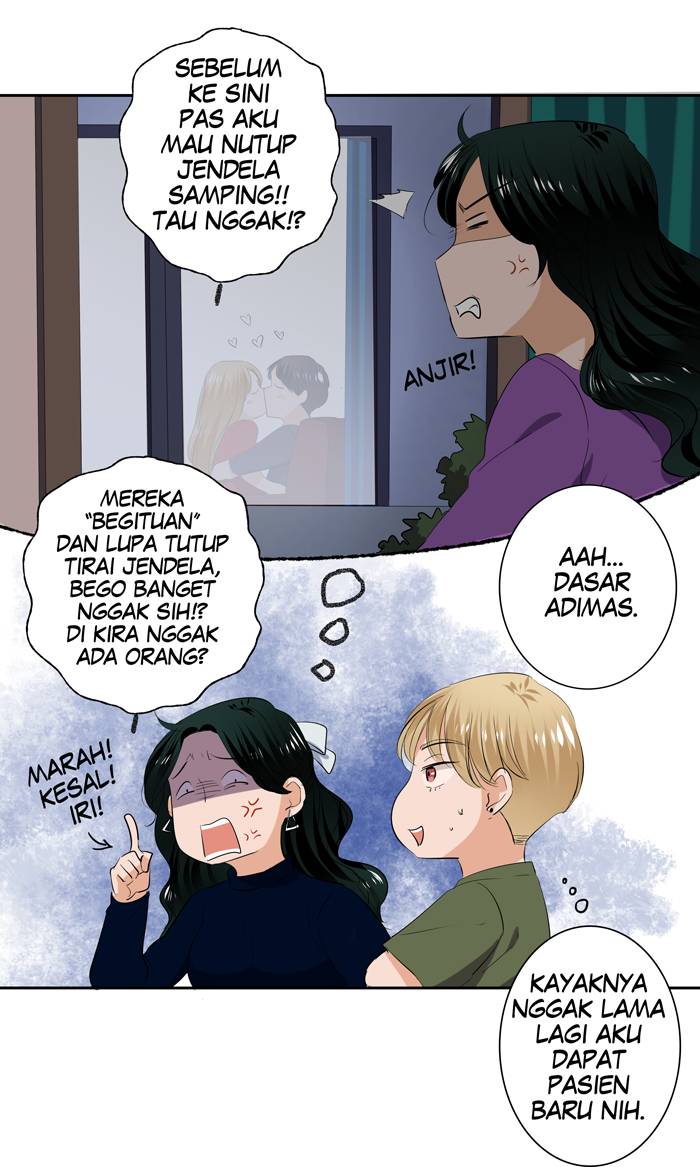 SEBELUM
KE SINI
PAS AKU
MAU NUTUP
JENDELA
SAMPING!!
TAU NGGAK!?
ANJIR!
MEREKA
"BEGITUAN"
DAN LUPA TUTUP
TIRAI JENDELA,
BEGO BANGET
NGGAK SIH!?
DI KIRA NGGAK
ADA ORANG?
AAH...
DASAR
ADIMAS.
MARAH!
KESAL!
IRI!
KAYAKNYA
NGGAK LAMA
LAGI AKU
DAPAT
PASIEN
BARU NIH.